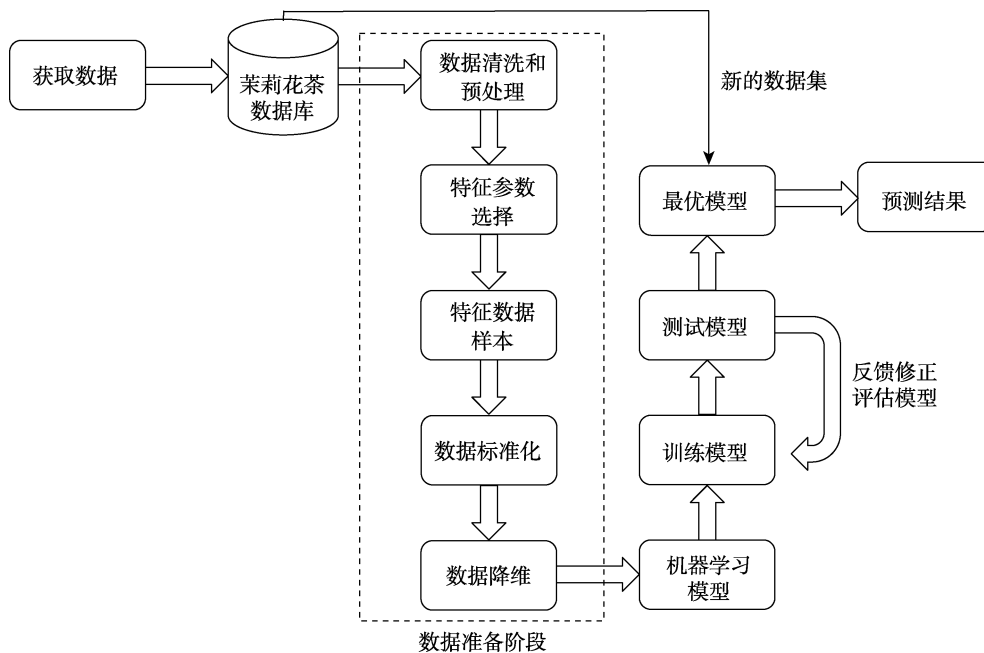 获取数据
茉莉花茶
数据库
数据清洗和
预处理
特征参数
选择
特征数据
样本
数据标准化
数据降维
数据准备阶段
机器学习
模型
训练模型
测试模型
反馈修正
评估模型
最优模型
新的数据集
预测结果